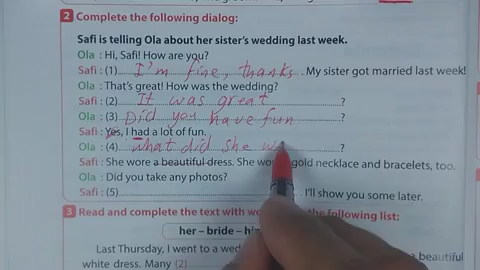 2 Complete the following dialog:
Safi is telling Ola about her sister's wedding last week.
Ola : Hi, Safi! How are you?
Safi : (1) I'm fine, thanks. My sister got married last week!
Ola : That's great! How was the wedding?
Safi : (2) It was great ?
Ola : (3) Did you have fun ?
Safi : Yes, I had a lot of fun.
Ola : (4) What did she w ?
Safi : She wore a beautiful dress. She gold necklace and bracelets, too.
Ola : Did you take any photos?
Safi : (5) I'll show you some later.
3 Read and complete the text with the following list:
her – bride –
Last Thursday, I went to a a beautiful
white dress. Many (2)